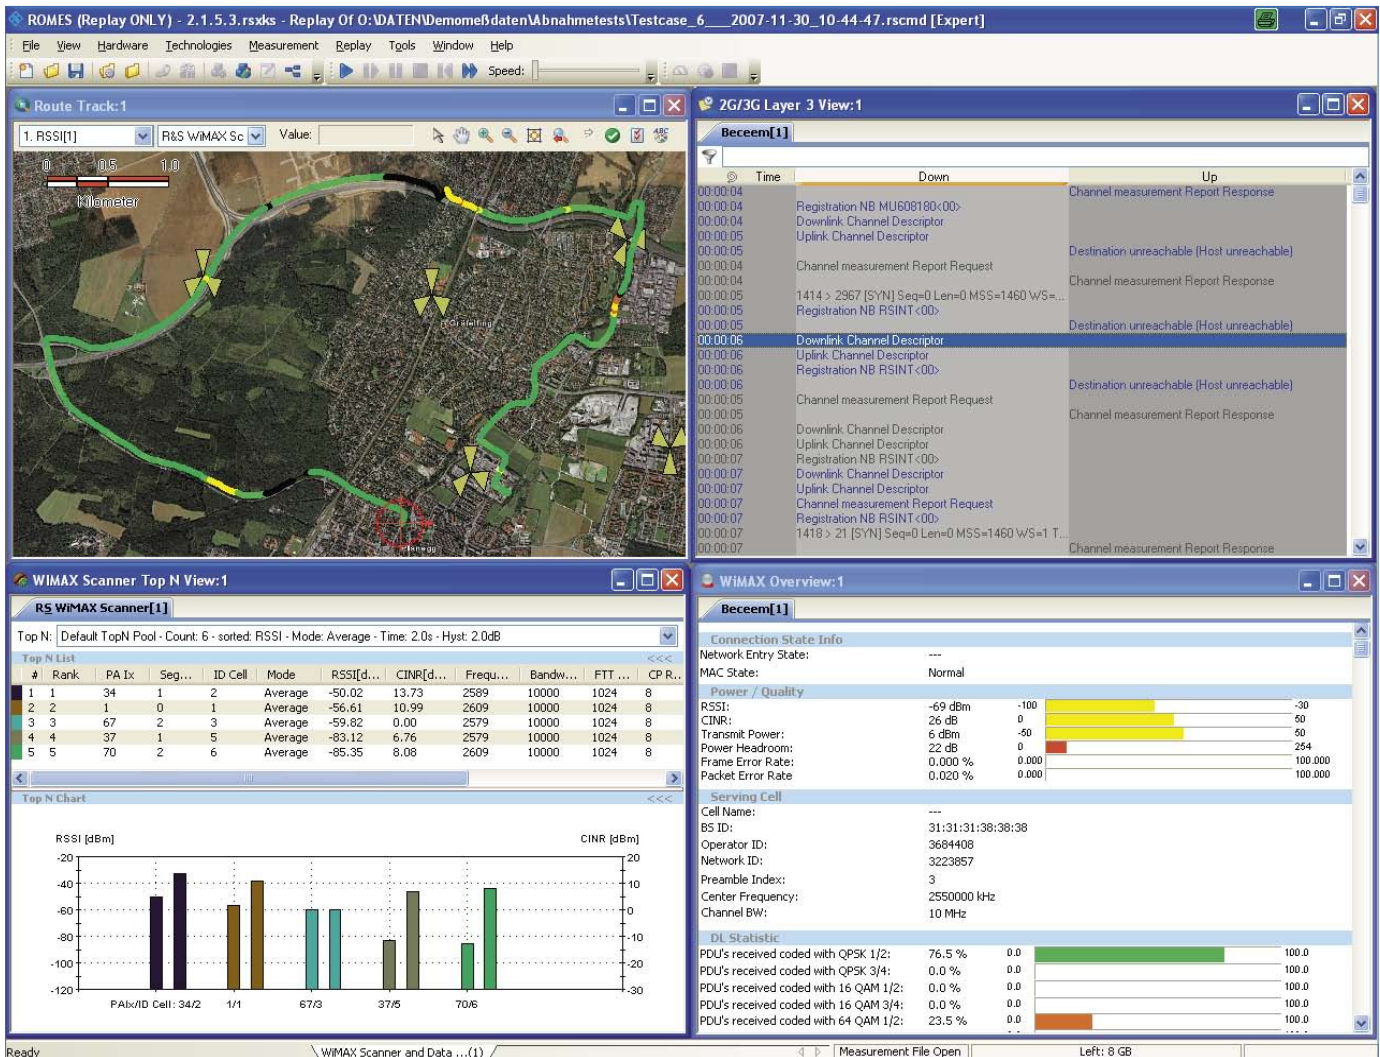 ROMES (Replay ONLY) - 2.1.5.3.rsxks - Replay Of O:\DATEN\Demomeßdaten\Abnahmetests\Testcase_6___2007-11-30_10-44-47.rscmd [Expert]
File View Hardware Technologies Measurement Replay Tools Window Help
Speed:
Route Track:1
1. RSSI[1] R&S WiMAX Sc Value:
ABC
0 0.5 1.0
Kilometer
Gräfelfing
2G/3G Layer 3 View:1
Beceem[1]
Time Down Up
00:00:04 Channel measurement Report Response
00:00:04 Registration NB MU608180<00>
00:00:04 Downlink Channel Descriptor
00:00:05 Uplink Channel Descriptor
00:00:05 Destination unreachable (Host unreachable)
00:00:04 Channel measurement Report Request
00:00:04 Channel measurement Report Response
00:00:05 1414 > 2967 [SYN] Seq=0 Len=0 MSS=1460 WS=...
00:00:05 Registration NB RSINT<00>
00:00:05 Destination unreachable (Host unreachable)
00:00:06 Downlink Channel Descriptor
00:00:06 Uplink Channel Descriptor
00:00:06 Registration NB RSINT<00>
00:00:06 Destination unreachable (Host unreachable)
00:00:05 Channel measurement Report Request
00:00:05 Channel measurement Report Response
00:00:06 Downlink Channel Descriptor
00:00:06 Uplink Channel Descriptor
00:00:07 Registration NB RSINT<00>
00:00:07 Downlink Channel Descriptor
00:00:07 Uplink Channel Descriptor
00:00:07 Channel measurement Report Request
00:00:07 Registration NB RSINT<00>
00:00:07 1418 > 21 [SYN] Seq=0 Len=0 MSS=1460 WS=1 T...
00:00:07 Channel measurement Report Response
WIMAX Scanner Top N View:1
RS WiMAX Scanner[1]
Top N: Default TopN Pool - Count: 6 - sorted: RSSI - Mode: Average - Time: 2.0s - Hyst: 2.0dB
Top N List <<<
# Rank PA Ix Seg... ID Cell Mode RSSI[d... CINR[d... Frequ... Bandw... FTT ... CP R..
1 1 34 1 2 Average -50.02 13.73 2589 10000 1024 8
2 2 1 0 1 Average -56.61 10.99 2609 10000 1024 8
3 3 67 2 3 Average -59.82 0.00 2579 10000 1024 8
4 4 37 1 5 Average -83.12 6.76 2579 10000 1024 8
5 5 70 2 6 Average -85.35 8.08 2609 10000 1024 8
Top N Chart <<<
RSSI [dBm] CINR [dBm]
-20 20
-40 10
-60 0
-80 -10
-100 -20
-120 -30
PAIx/ID Cell: 34/2 1/1 67/3 37/5 70/6
WiMAX Overview:1
Beceem[1]
Connection State Info
Network Entry State: ---
MAC State: Normal
Power / Quality
RSSI: -69 dBm -100 -30
CINR: 26 dB 0 50
Transmit Power: 6 dBm -50 50
Power Headroom: 22 dB 0 254
Frame Error Rate: 0.000 % 0.000 100.000
Packet Error Rate 0.020 % 0.000 100.000
Serving Cell
Cell Name: ---
BS ID: 31:31:31:38:38:38
Operator ID: 3684408
Network ID: 3223857
Preamble Index: 3
Center Frequency: 2550000 kHz
Channel BW: 10 MHz
DL Statistic
PDU's received coded with QPSK 1/2: 76.5 % 0.0 100.0
PDU's received coded with QPSK 3/4: 0.0 % 0.0 100.0
PDU's received coded with 16 QAM 1/2: 0.0 % 0.0 100.0
PDU's received coded with 16 QAM 3/4: 0.0 % 0.0 100.0
PDU's received coded with 64 QAM 1/2: 23.5 % 0.0 100.0
Ready WiMAX Scanner and Data ...(1) Measurement File Open Left: 8 GB